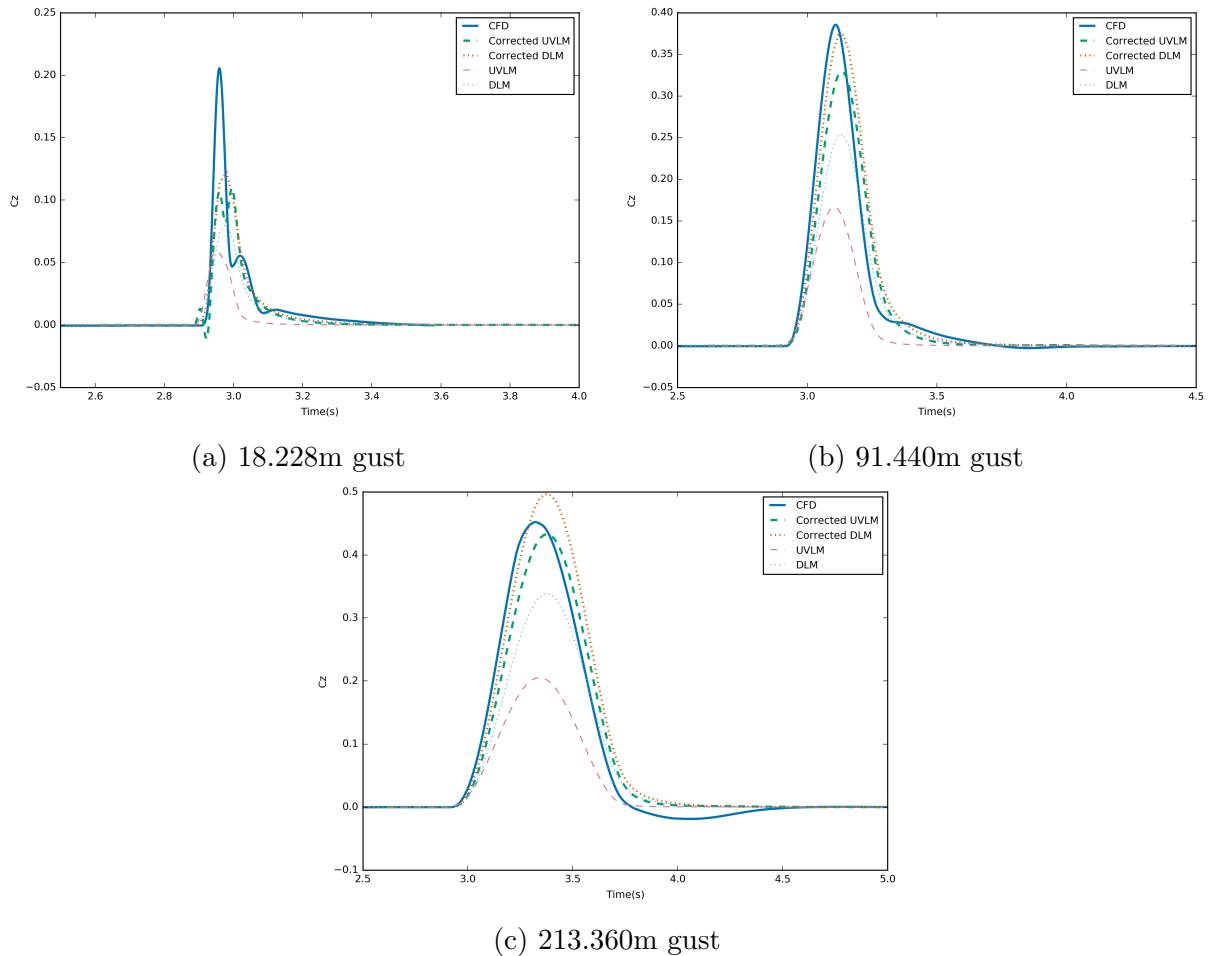 0.25
0.20
0.15
0.10
0.05
0.00
−0.05
Cz
2.6 2.8 3.0 3.2 3.4 3.6 3.8 4.0
Time(s)
CFD
Corrected UVLM
Corrected DLM
UVLM
DLM
(a) 18.228m gust
0.40
0.35
0.30
0.25
0.20
0.15
0.10
0.05
0.00
−0.05
Cz
2.5 3.0 3.5 4.0 4.5
Time(s)
CFD
Corrected UVLM
Corrected DLM
UVLM
DLM
(b) 91.440m gust
0.5
0.4
0.3
0.2
0.1
0.0
−0.1
Cz
2.5 3.0 3.5 4.0 4.5 5.0
Time(s)
CFD
Corrected UVLM
Corrected DLM
UVLM
DLM
(c) 213.360m gust